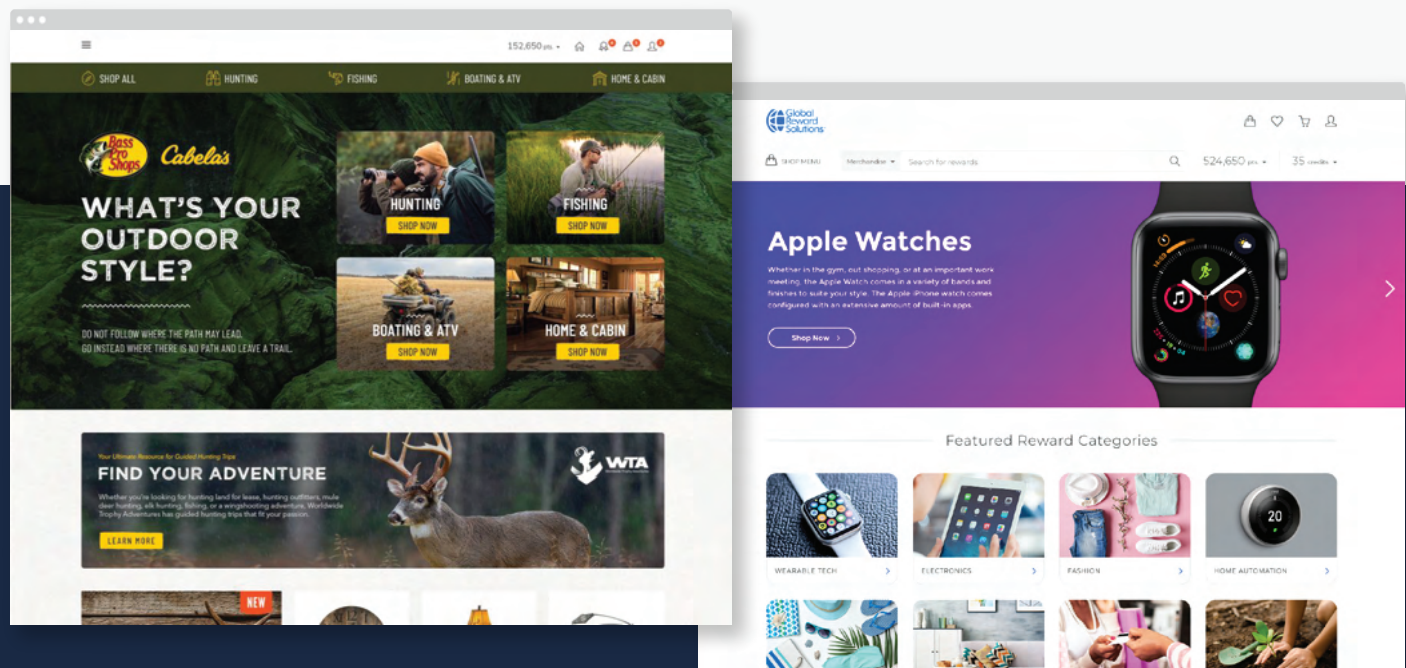 152,650 pts.
SHOP ALL
HUNTING
FISHING
BOATING & ATV
HOME & CABIN
Bass
Pro
Shops
Cabela's
WHAT'S YOUR
OUTDOOR
STYLE?
DO NOT FOLLOW WHERE THE PATH MAY LEAD.
GO INSTEAD WHERE THERE IS NO PATH AND LEAVE A TRAIL.
HUNTING
SHOP NOW
FISHING
SHOP NOW
BOATING & ATV
SHOP NOW
HOME & CABIN
SHOP NOW
Your Ultimate Resource for Guided Hunting Trips
FIND YOUR ADVENTURE
Whether you're looking for hunting land for lease, hunting outfitters, mule
deer hunting, elk hunting, fishing, or a wingshooting adventure, Worldwide
Trophy Adventures has guided hunting trips that fit your passion.
LEARN MORE
WTA
NEW
Global
Reward
Solutions
SHOP MENU
Merchandise
Search for rewards
524,650 pts.
35 credits
Apple Watches
Whether in the gym, out shopping, or at an important work
meeting, the Apple Watch comes in a variety of bands and
finishes to suite your style. The Apple iPhone watch comes
configured with an extensive amount of built-in apps.
Shop Now
Featured Reward Categories
WEARABLE TECH
ELECTRONICS
FASHION
20
HOME AUTOMATION